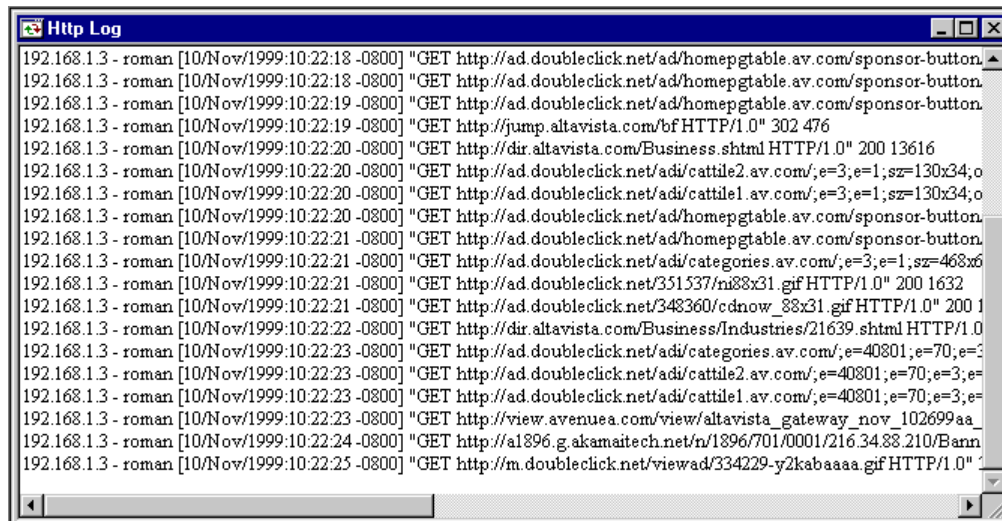 Http Log
192.168.1.3 - roman [10/Nov/1999:10:22:18 -0800] "GET http://ad.doubleclick.net/ad/homepgtable.av.com/sponsor-button.
192.168.1.3 - roman [10/Nov/1999:10:22:18 -0800] "GET http://ad.doubleclick.net/ad/homepgtable.av.com/sponsor-button.
192.168.1.3 - roman [10/Nov/1999:10:22:19 -0800] "GET http://ad.doubleclick.net/ad/homepgtable.av.com/sponsor-button.
192.168.1.3 - roman [10/Nov/1999:10:22:19 -0800] "GET http://jump.altavista.com/bf HTTP/1.0" 302 476
192.168.1.3 - roman [10/Nov/1999:10:22:20 -0800] "GET http://dir.altavista.com/Business.shtml HTTP/1.0" 200 13616
192.168.1.3 - roman [10/Nov/1999:10:22:20 -0800] "GET http://ad.doubleclick.net/adi/cattile2.av.com/;e=3;e=1;sz=130x34;o
192.168.1.3 - roman [10/Nov/1999:10:22:20 -0800] "GET http://ad.doubleclick.net/adi/cattile1.av.com/;e=3;e=1;sz=130x34;o
192.168.1.3 - roman [10/Nov/1999:10:22:20 -0800] "GET http://ad.doubleclick.net/ad/homepgtable.av.com/sponsor-button.
192.168.1.3 - roman [10/Nov/1999:10:22:21 -0800] "GET http://ad.doubleclick.net/ad/homepgtable.av.com/sponsor-button.
192.168.1.3 - roman [10/Nov/1999:10:22:21 -0800] "GET http://ad.doubleclick.net/adi/categories.av.com/;e=3;e=1;sz=468x6
192.168.1.3 - roman [10/Nov/1999:10:22:21 -0800] "GET http://ad.doubleclick.net/351537/ni88x31.gif HTTP/1.0" 200 1632
192.168.1.3 - roman [10/Nov/1999:10:22:21 -0800] "GET http://ad.doubleclick.net/348360/cdnow_88x31.gif HTTP/1.0" 200 1
192.168.1.3 - roman [10/Nov/1999:10:22:22 -0800] "GET http://dir.altavista.com/Business/Industries/21639.shtml HTTP/1.0
192.168.1.3 - roman [10/Nov/1999:10:22:23 -0800] "GET http://ad.doubleclick.net/adi/categories.av.com/;e=40801;e=70;e=3
192.168.1.3 - roman [10/Nov/1999:10:22:23 -0800] "GET http://ad.doubleclick.net/adi/cattile2.av.com/;e=40801;e=70;e=3;e=
192.168.1.3 - roman [10/Nov/1999:10:22:23 -0800] "GET http://ad.doubleclick.net/adi/cattile1.av.com/;e=40801;e=70;e=3;e=
192.168.1.3 - roman [10/Nov/1999:10:22:23 -0800] "GET http://view.avenuea.com/view/altavista_gateway_nov_102699aa_
192.168.1.3 - roman [10/Nov/1999:10:22:24 -0800] "GET http://a1896.g.akamaitech.net/n/1896/701/0001/216.34.88.210/Bann
192.168.1.3 - roman [10/Nov/1999:10:22:25 -0800] "GET http://m.doubleclick.net/viewad/334229-y2kabaaaa.gif HTTP/1.0"